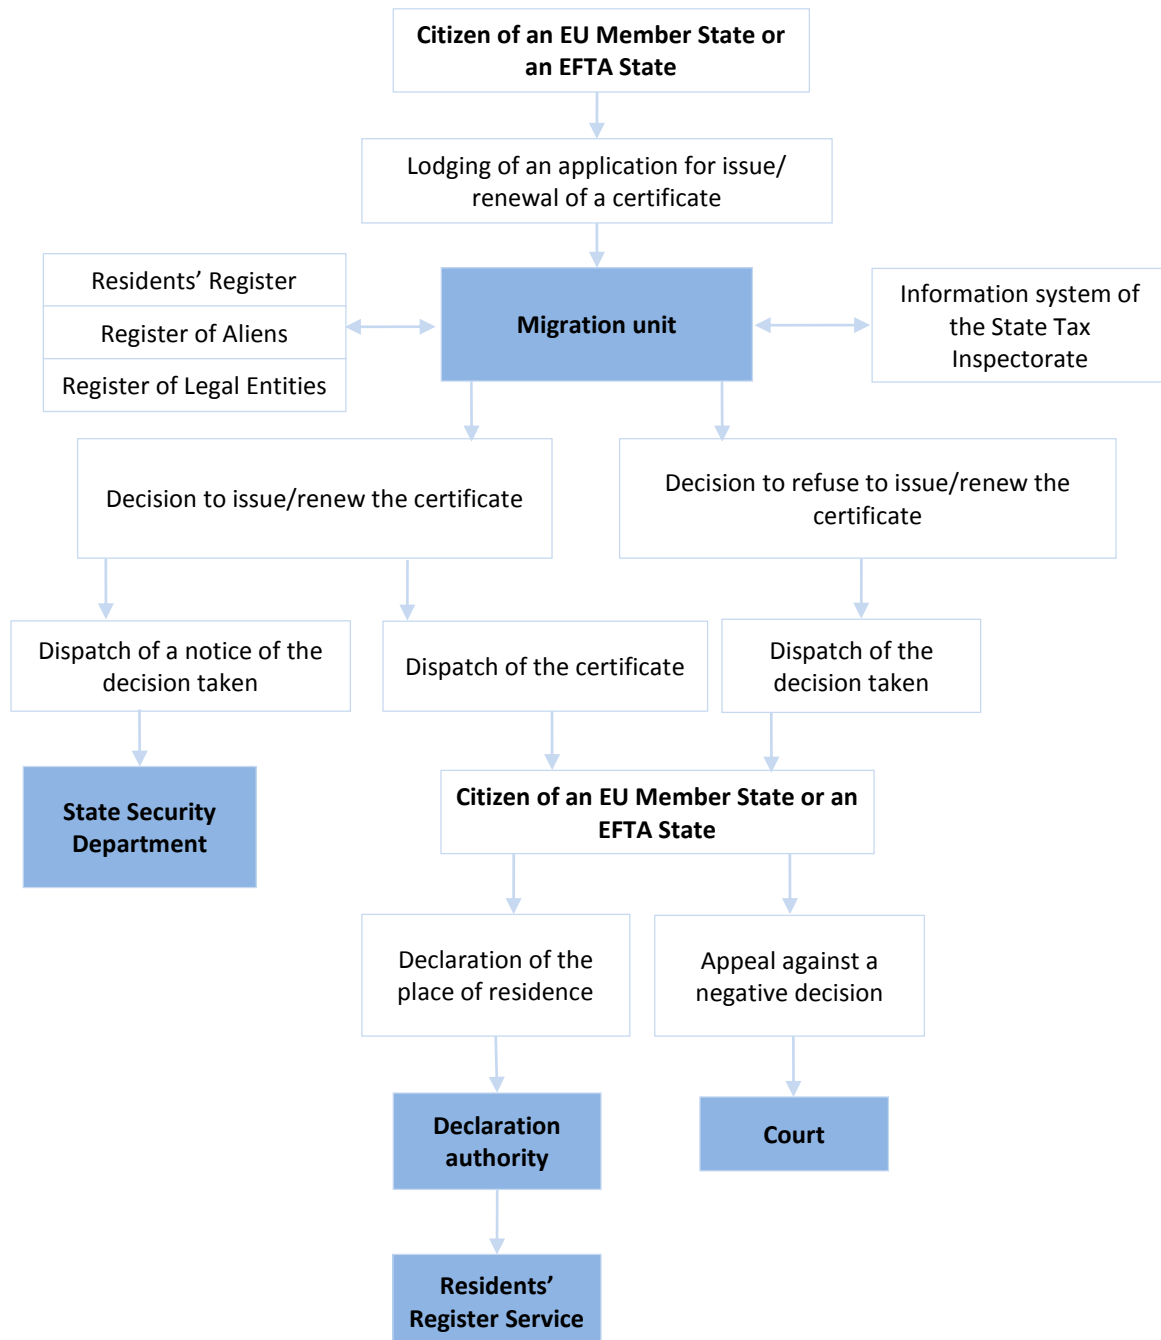 Citizen of an EU Member State or
an EFTA State
Lodging of an application for issue/
renewal of a certificate
Residents’ Register
Register of Aliens
Register of Legal Entities
Migration unit
Information system of
the State Tax
Inspectorate
Decision to issue/renew the certificate
Decision to refuse to issue/renew the
certificate
Dispatch of a notice of the
decision taken
Dispatch of the certificate
Dispatch of the
decision taken
State Security
Department
Citizen of an EU Member State or an
EFTA State
Declaration of the
place of residence
Appeal against a
negative decision
Declaration
authority
Court
Residents’
Register Service